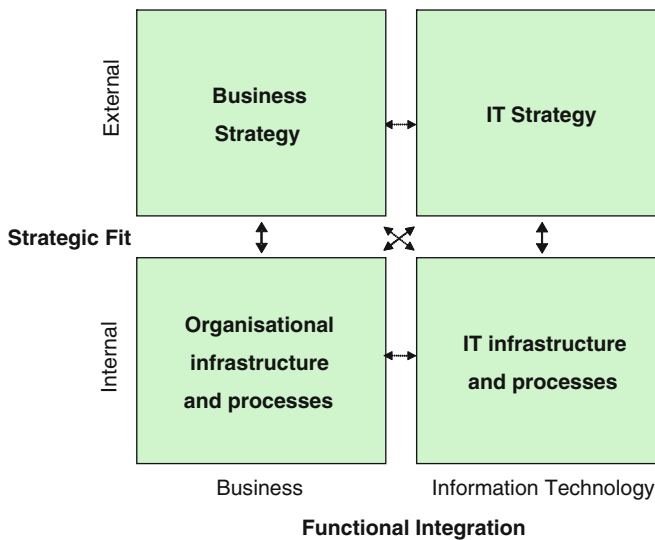 External
Business
Strategy
IT Strategy
Strategic Fit
Internal
Organisational
infrastructure
and processes
IT infrastructure
and processes
Business
Information Technology
Functional Integration